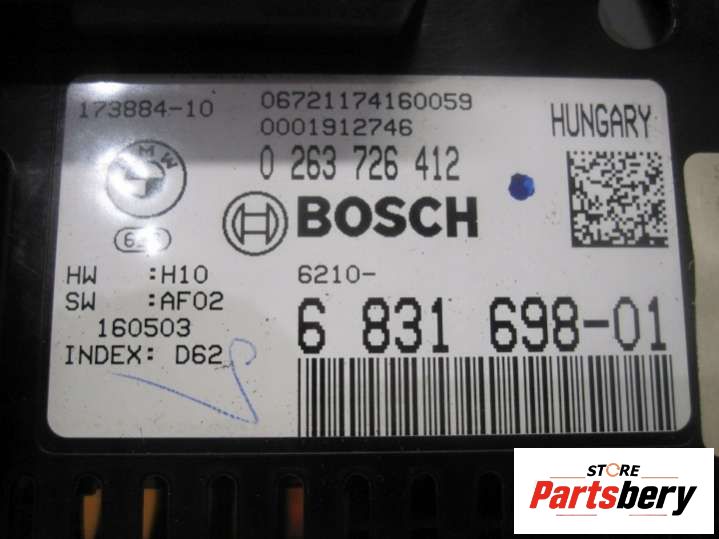 173884-10
06721174160059
0001912746
HUNGARY
BMW
0 263 726 412
BOSCH
HW :H10
6210-
SW :AF02
6 831 698-01
160503
INDEX: D62
STORE
Partsbery